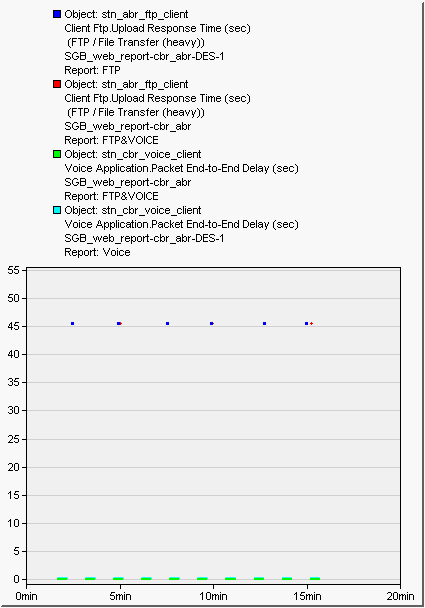 Object: stn_abr_ftp_client
Client Ftp.Upload Response Time (sec)
(FTP / File Transfer (heavy))
SGB_web_report-cbr_abr-DES-1
Report: FTP
Object: stn_abr_ftp_client
Client Ftp.Upload Response Time (sec)
(FTP / File Transfer (heavy))
SGB_web_report-cbr_abr
Report: FTP&VOICE
Object: stn_cbr_voice_client
Voice Application.Packet End-to-End Delay (sec)
SGB_web_report-cbr_abr
Report: FTP&VOICE
Object: stn_cbr_voice_client
Voice Application.Packet End-to-End Delay (sec)
SGB_web_report-cbr_abr-DES-1
Report: Voice
55
50
45
40
35
30
25
20
15
10
5
0
0min 5min 10min 15min 20min